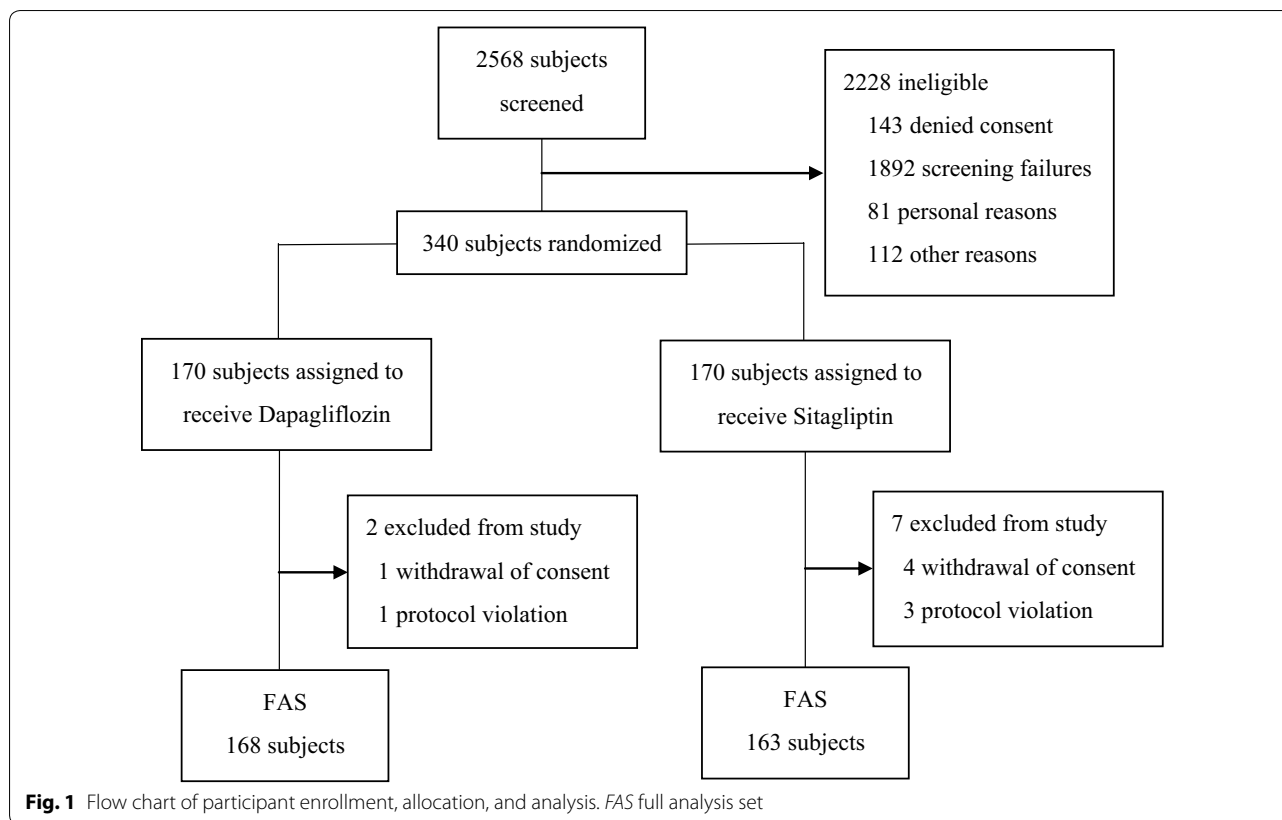 2568 subjects
screened
2228 ineligible
143 denied consent
1892 screening failures
81 personal reasons
112 other reasons
340 subjects randomized
170 subjects assigned to
receive Dapagliflozin
170 subjects assigned to
receive Sitagliptin
2 excluded from study
1 withdrawal of consent
1 protocol violation
7 excluded from study
4 withdrawal of consent
3 protocol violation
FAS
168 subjects
FAS
163 subjects
Fig. 1 Flow chart of participant enrollment, allocation, and analysis. FAS full analysis set